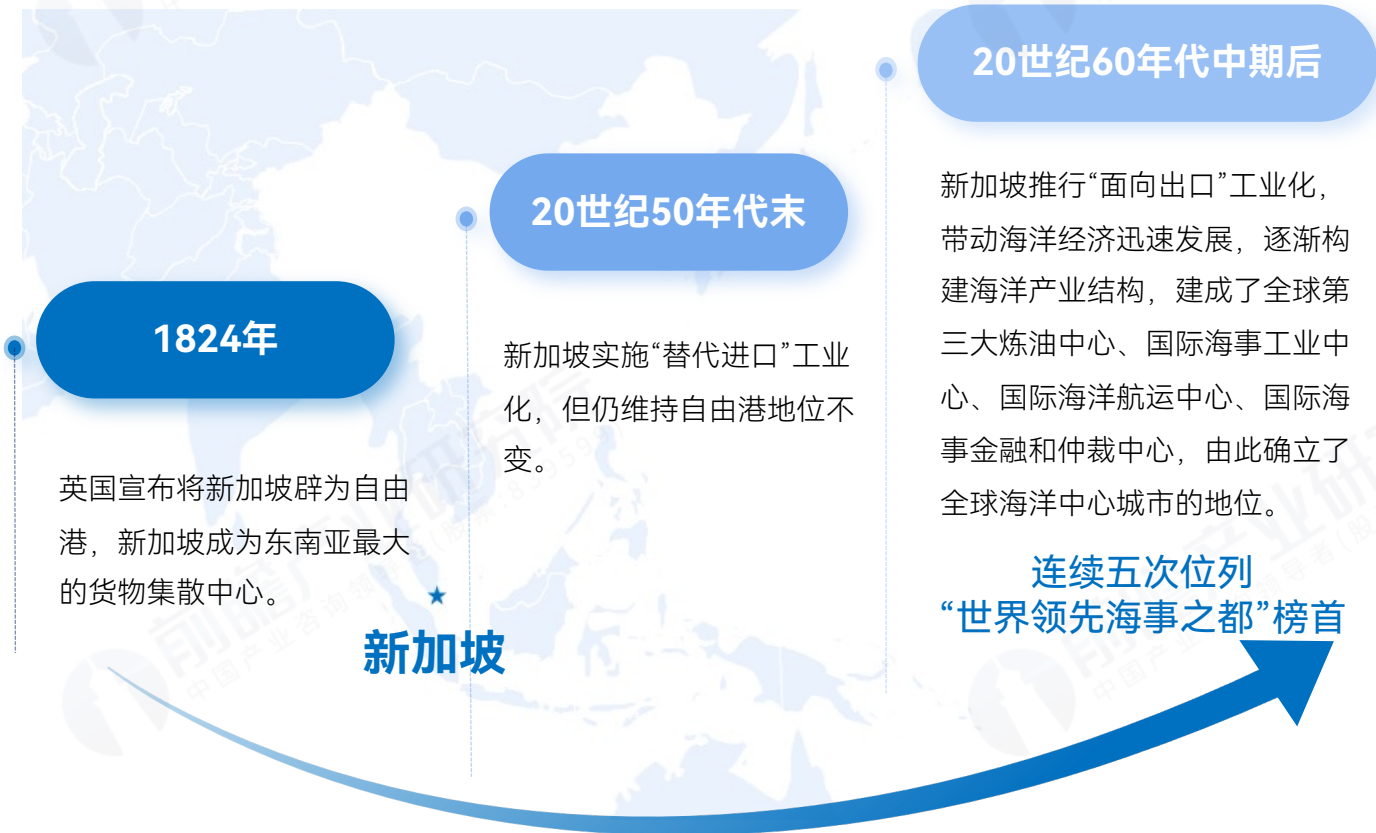 1824年
英国宣布将新加坡辟为自由
港，新加坡成为东南亚最大
的货物集散中心。
新加坡
20世纪50年代末
新加坡实施“替代进口”工业
化，但仍维持自由港地位不
变。
20世纪60年代中期后
新加坡推行“面向出口”工业化，
带动海洋经济迅速发展，逐渐构
建海洋产业结构，建成了全球第
三大炼油中心、国际海事工业中
心、国际海洋航运中心、国际海
事金融和仲裁中心，由此确立了
全球海洋中心城市的地位。
连续五次位列
“世界领先海事之都”榜首